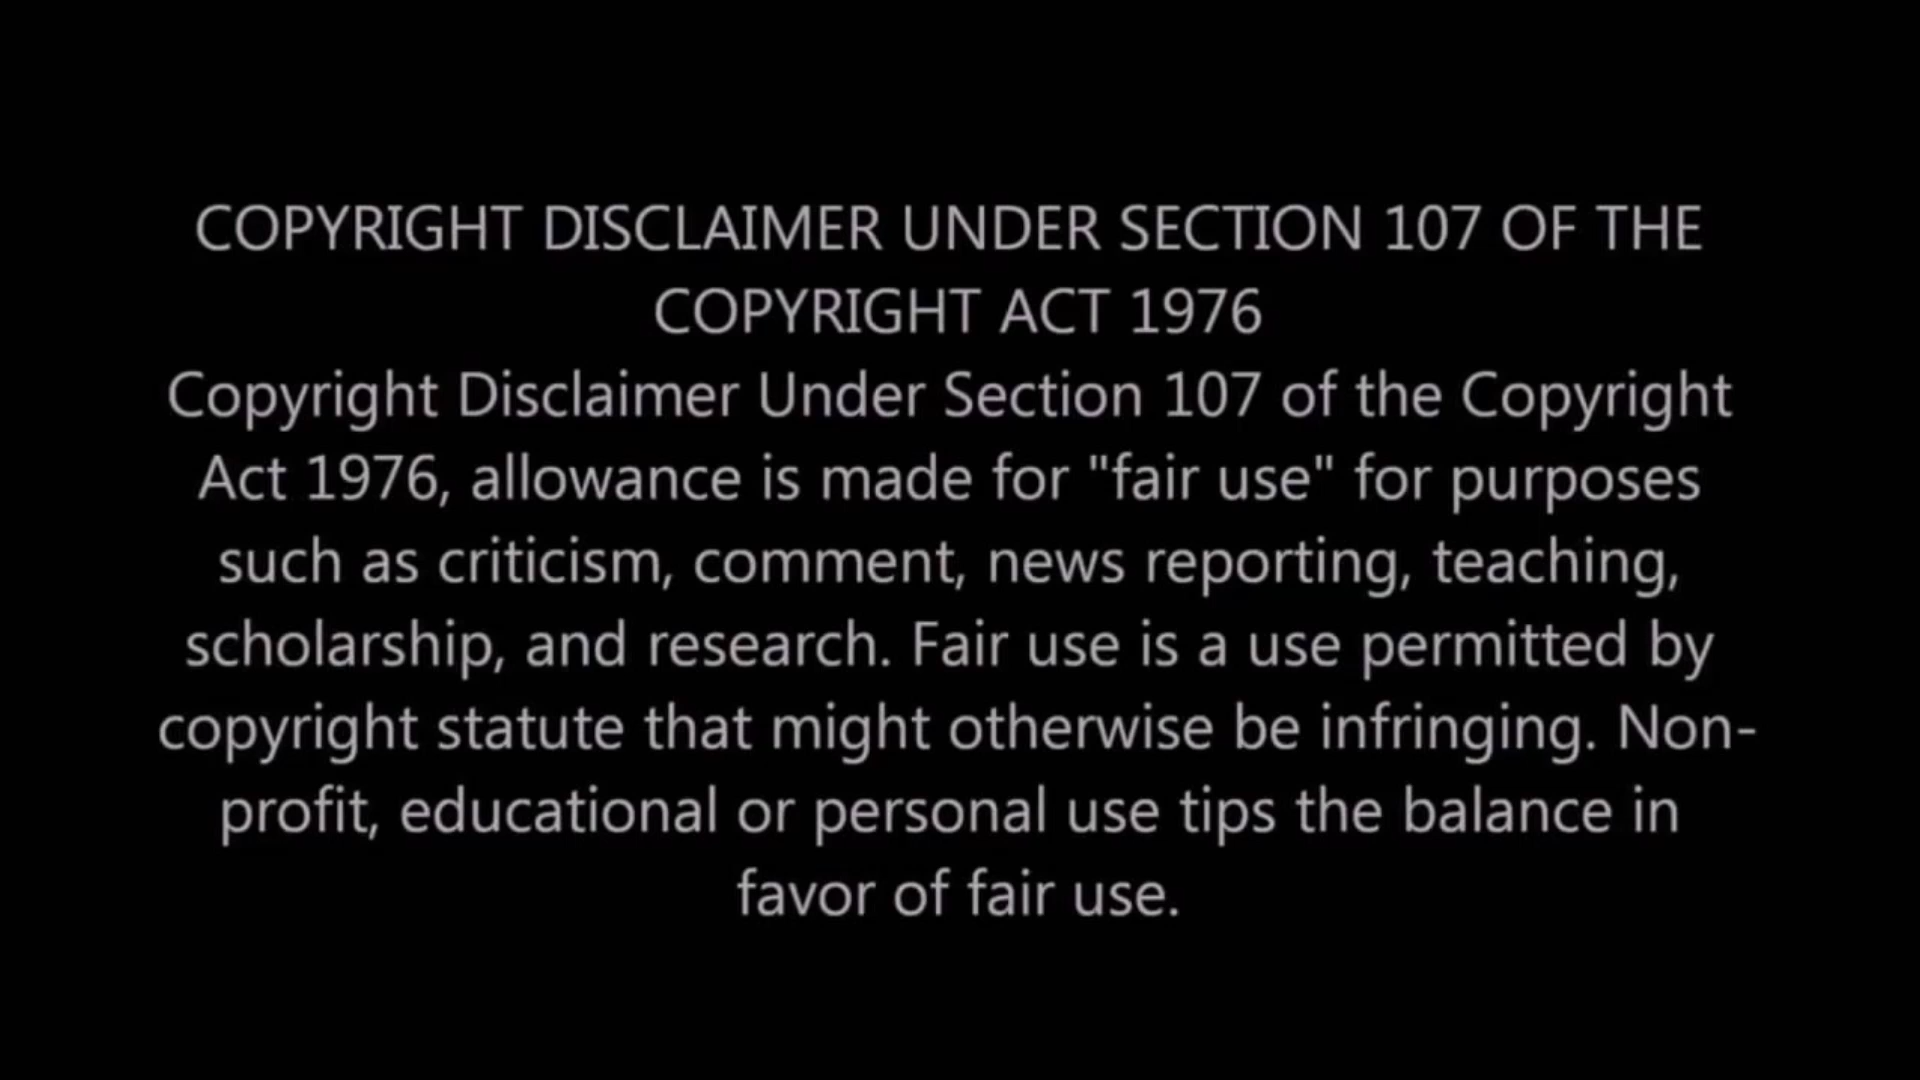 COPYRIGHT DISCLAIMER UNDER SECTION 107 OF THE
COPYRIGHT ACT 1976
Copyright Disclaimer Under Section 107 of the Copyright
Act 1976, allowance is made for "fair use" for purposes
such as criticism, comment, news reporting, teaching,
scholarship, and research. Fair use is a use permitted by
copyright statute that might otherwise be infringing. Non-
profit, educational or personal use tips the balance in
favor of fair use.